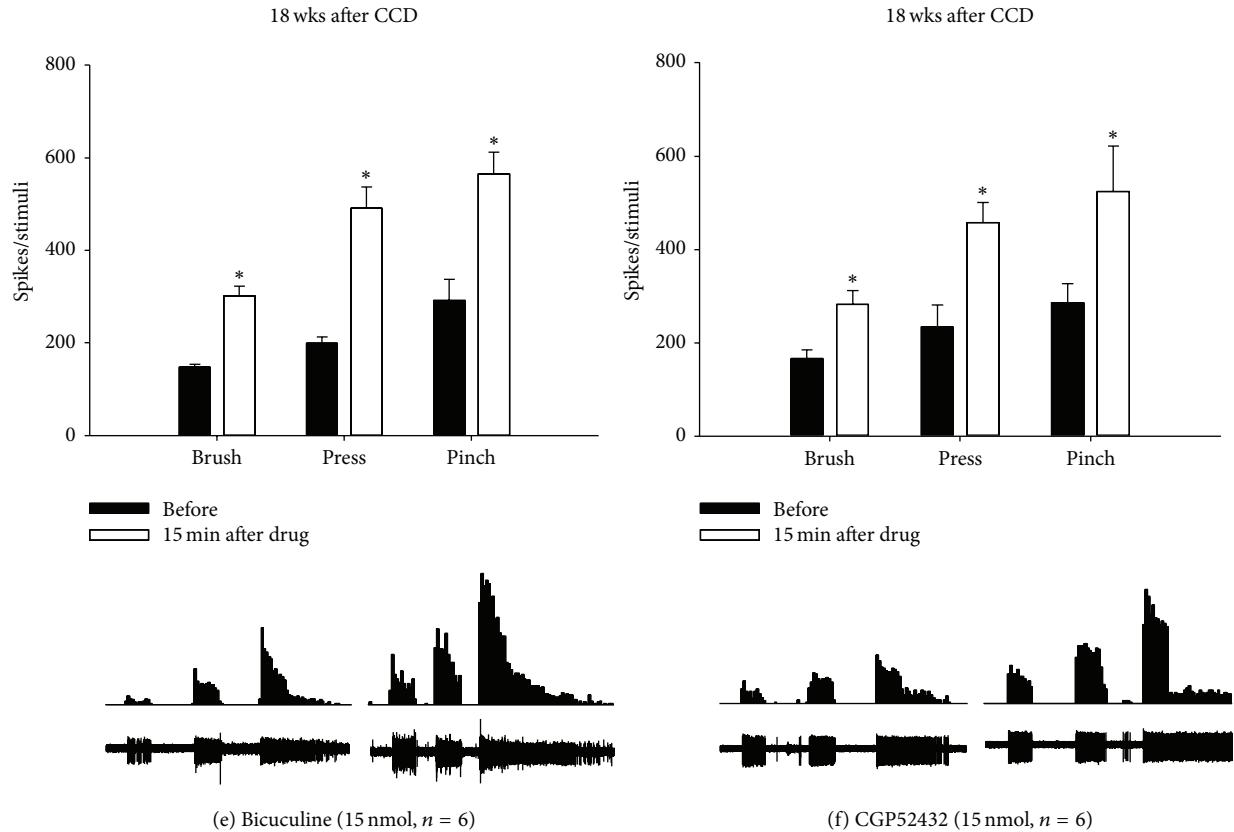 18 wks after CCD
800
600
400
200
0
Spikes/stimuli
*
*
*
Brush
Press
Pinch
Before
15 min after drug
(e) Bicuculine (15 nmol, n = 6)
18 wks after CCD
800
600
400
200
0
Spikes/stimuli
*
*
*
Brush
Press
Pinch
Before
15 min after drug
(f) CGP52432 (15 nmol, n = 6)